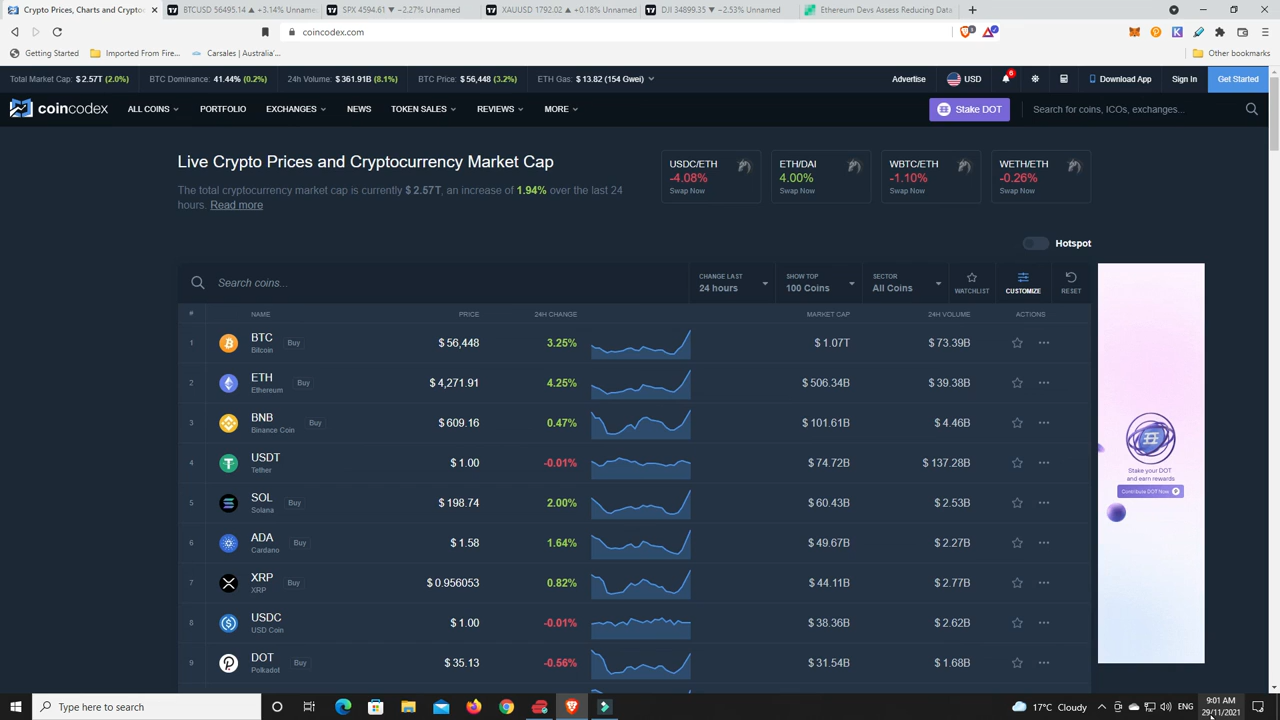 Crypto Prices, Charts and Cryptoc
BTCUSD 56495.14 ▲ +3.14% Unname
SPX 4594.61 ▼ −2.27% Unnamed
XAUUSD 1792.02 ▲ +0.18% Unnamed
DJI 34899.35 ▼ −2.53% Unnamed
Ethereum Devs Assess Reducing Data
coincodex.com
Getting Started
Imported From Fire...
Carsales | Australia'...
Other bookmarks
Total Market Cap: $ 2.57T (2.0%)
BTC Dominance: 41.44% (0.2%)
24h Volume: $ 361.91B (8.1%)
BTC Price: $ 56,448 (3.2%)
ETH Gas: $ 13.82 (154 Gwei)
Advertise
USD
6
Download App
Sign In
Get Started
coincodex
ALL COINS
PORTFOLIO
EXCHANGES
NEWS
TOKEN SALES
REVIEWS
MORE
Stake DOT
Search for coins, ICOs, exchanges...
Live Crypto Prices and Cryptocurrency Market Cap
The total cryptocurrency market cap is currently $ 2.57T, an increase of 1.94% over the last 24
hours. Read more
USDC/ETH
-4.08%
Swap Now
ETH/DAI
4.00%
Swap Now
WBTC/ETH
-1.10%
Swap Now
WETH/ETH
-0.26%
Swap Now
Hotspot
Search coins...
CHANGE LAST
24 hours
SHOW TOP
100 Coins
SECTOR
All Coins
WATCHLIST
CUSTOMIZE
RESET
# NAME PRICE 24H CHANGE MARKET CAP 24H VOLUME ACTIONS
1 BTC Bitcoin Buy $ 56,448 3.25% $ 1.07T $ 73.39B
2 ETH Ethereum Buy $ 4,271.91 4.25% $ 506.34B $ 39.38B
3 BNB Binance Coin Buy $ 609.16 0.47% $ 101.61B $ 4.46B
4 USDT Tether $ 1.00 -0.01% $ 74.72B $ 137.28B
5 SOL Solana Buy $ 198.74 2.00% $ 60.43B $ 2.53B
6 ADA Cardano Buy $ 1.58 1.64% $ 49.67B $ 2.27B
7 XRP XRP Buy $ 0.956053 0.82% $ 44.11B $ 2.77B
8 USDC USD Coin $ 1.00 -0.01% $ 38.36B $ 2.62B
9 DOT Polkadot Buy $ 35.13 -0.56% $ 31.54B $ 1.68B
Stake your DOT
and earn rewards
Contribute DOT Now
Type here to search
17°C Cloudy
ENG
9:01 AM
29/11/2021